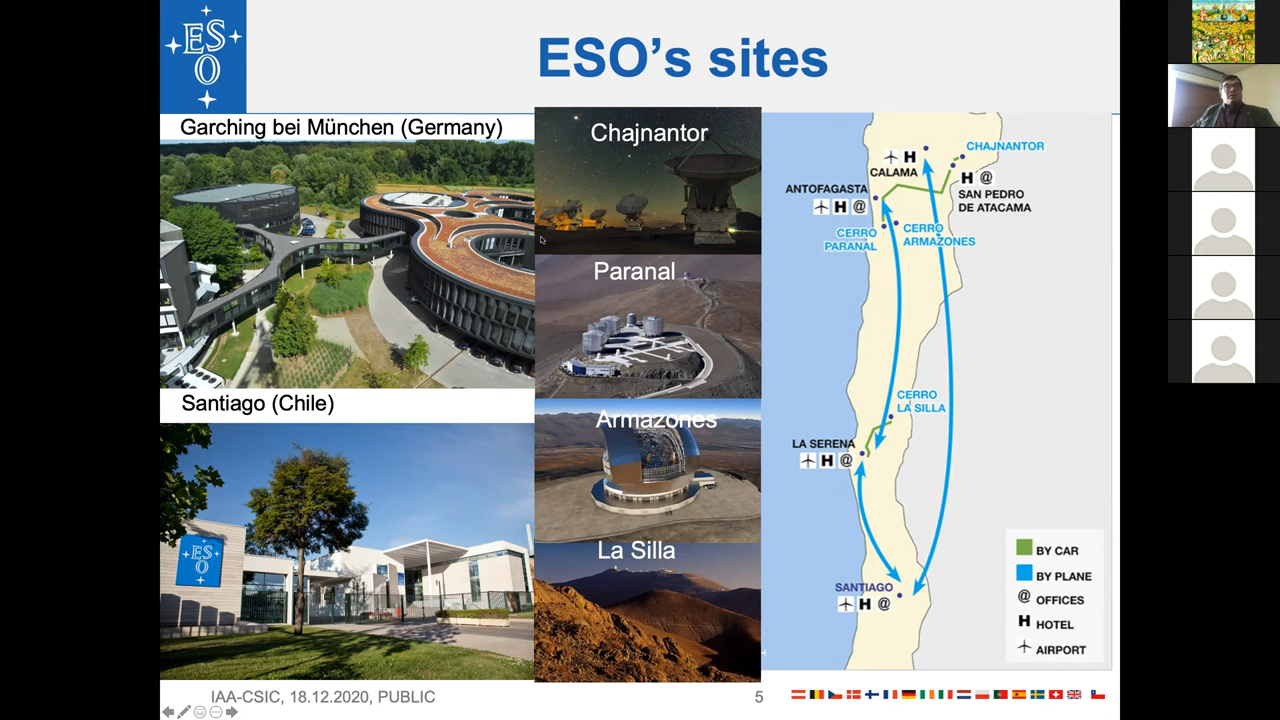 ESO
ESO's sites
Garching bei München (Germany)
Santiago (Chile)
ESO
Chajnantor
Paranal
Armazones
La Silla
CHAJNANTOR
H
CALAMA
H @
SAN PEDRO
DE ATACAMA
ANTOFAGASTA
H @
CERRO
PARANAL
CERRO
ARMAZONES
CERRO
LA SILLA
LA SERENA
H @
SANTIAGO
H @
BY CAR
BY PLANE
@ OFFICES
H HOTEL
AIRPORT
IAA-CSIC, 18.12.2020, PUBLIC
5